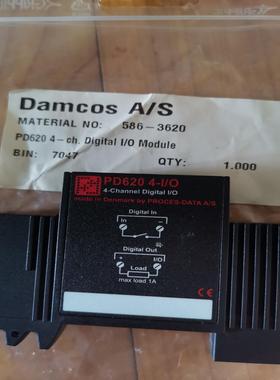 Damcos A/S
MATERIAL NO: 586-3620
PD620 4-ch. Digital I/O Module
BIN: 7047
QTY: 1.000
PD620 4-I/O
4-Channel Digital I/O
made in Denmark by PROCES-DATA A/S
Digital In
In -
Digital Out
+ I/O
Load
max load 1A
CE